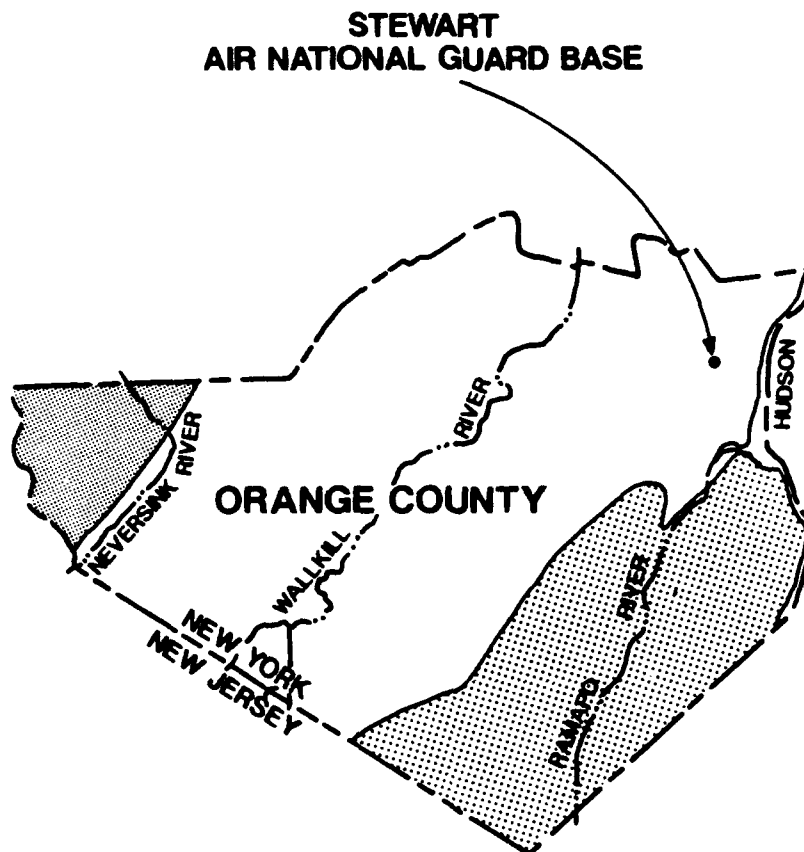 STEWART
AIR NATIONAL GUARD BASE
HUDSON
RIVER
NEVERSINK RIVER
ORANGE COUNTY
WALLKILL
RIVER
NEW YORK
NEW JERSEY
RAMAPO